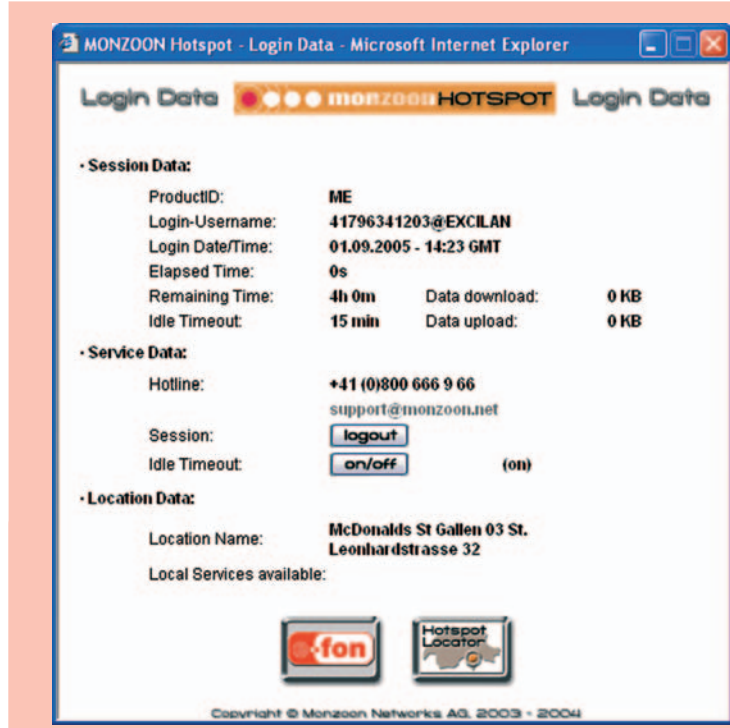 MONZOON Hotspot - Login Data - Microsoft Internet Explorer
Login Data monzoon HOTSPOT Login Data
· Session Data:
ProductID: ME
Login-Username: 41796341203@EXCILAN
Login Date/Time: 01.09.2005 - 14:23 GMT
Elapsed Time: 0s
Remaining Time: 4h 0m Data download: 0 KB
Idle Timeout: 15 min Data upload: 0 KB
· Service Data:
Hotline: +41 (0)800 666 9 66
support@monzoon.net
Session: logout
Idle Timeout: on/off (on)
· Location Data:
Location Name: McDonalds St Gallen 03 St.
Leonhardstrasse 32
Local Services available:
e-fon Hotspot
Locator
Copyright © Monzoon Networks AG, 2003 - 2004